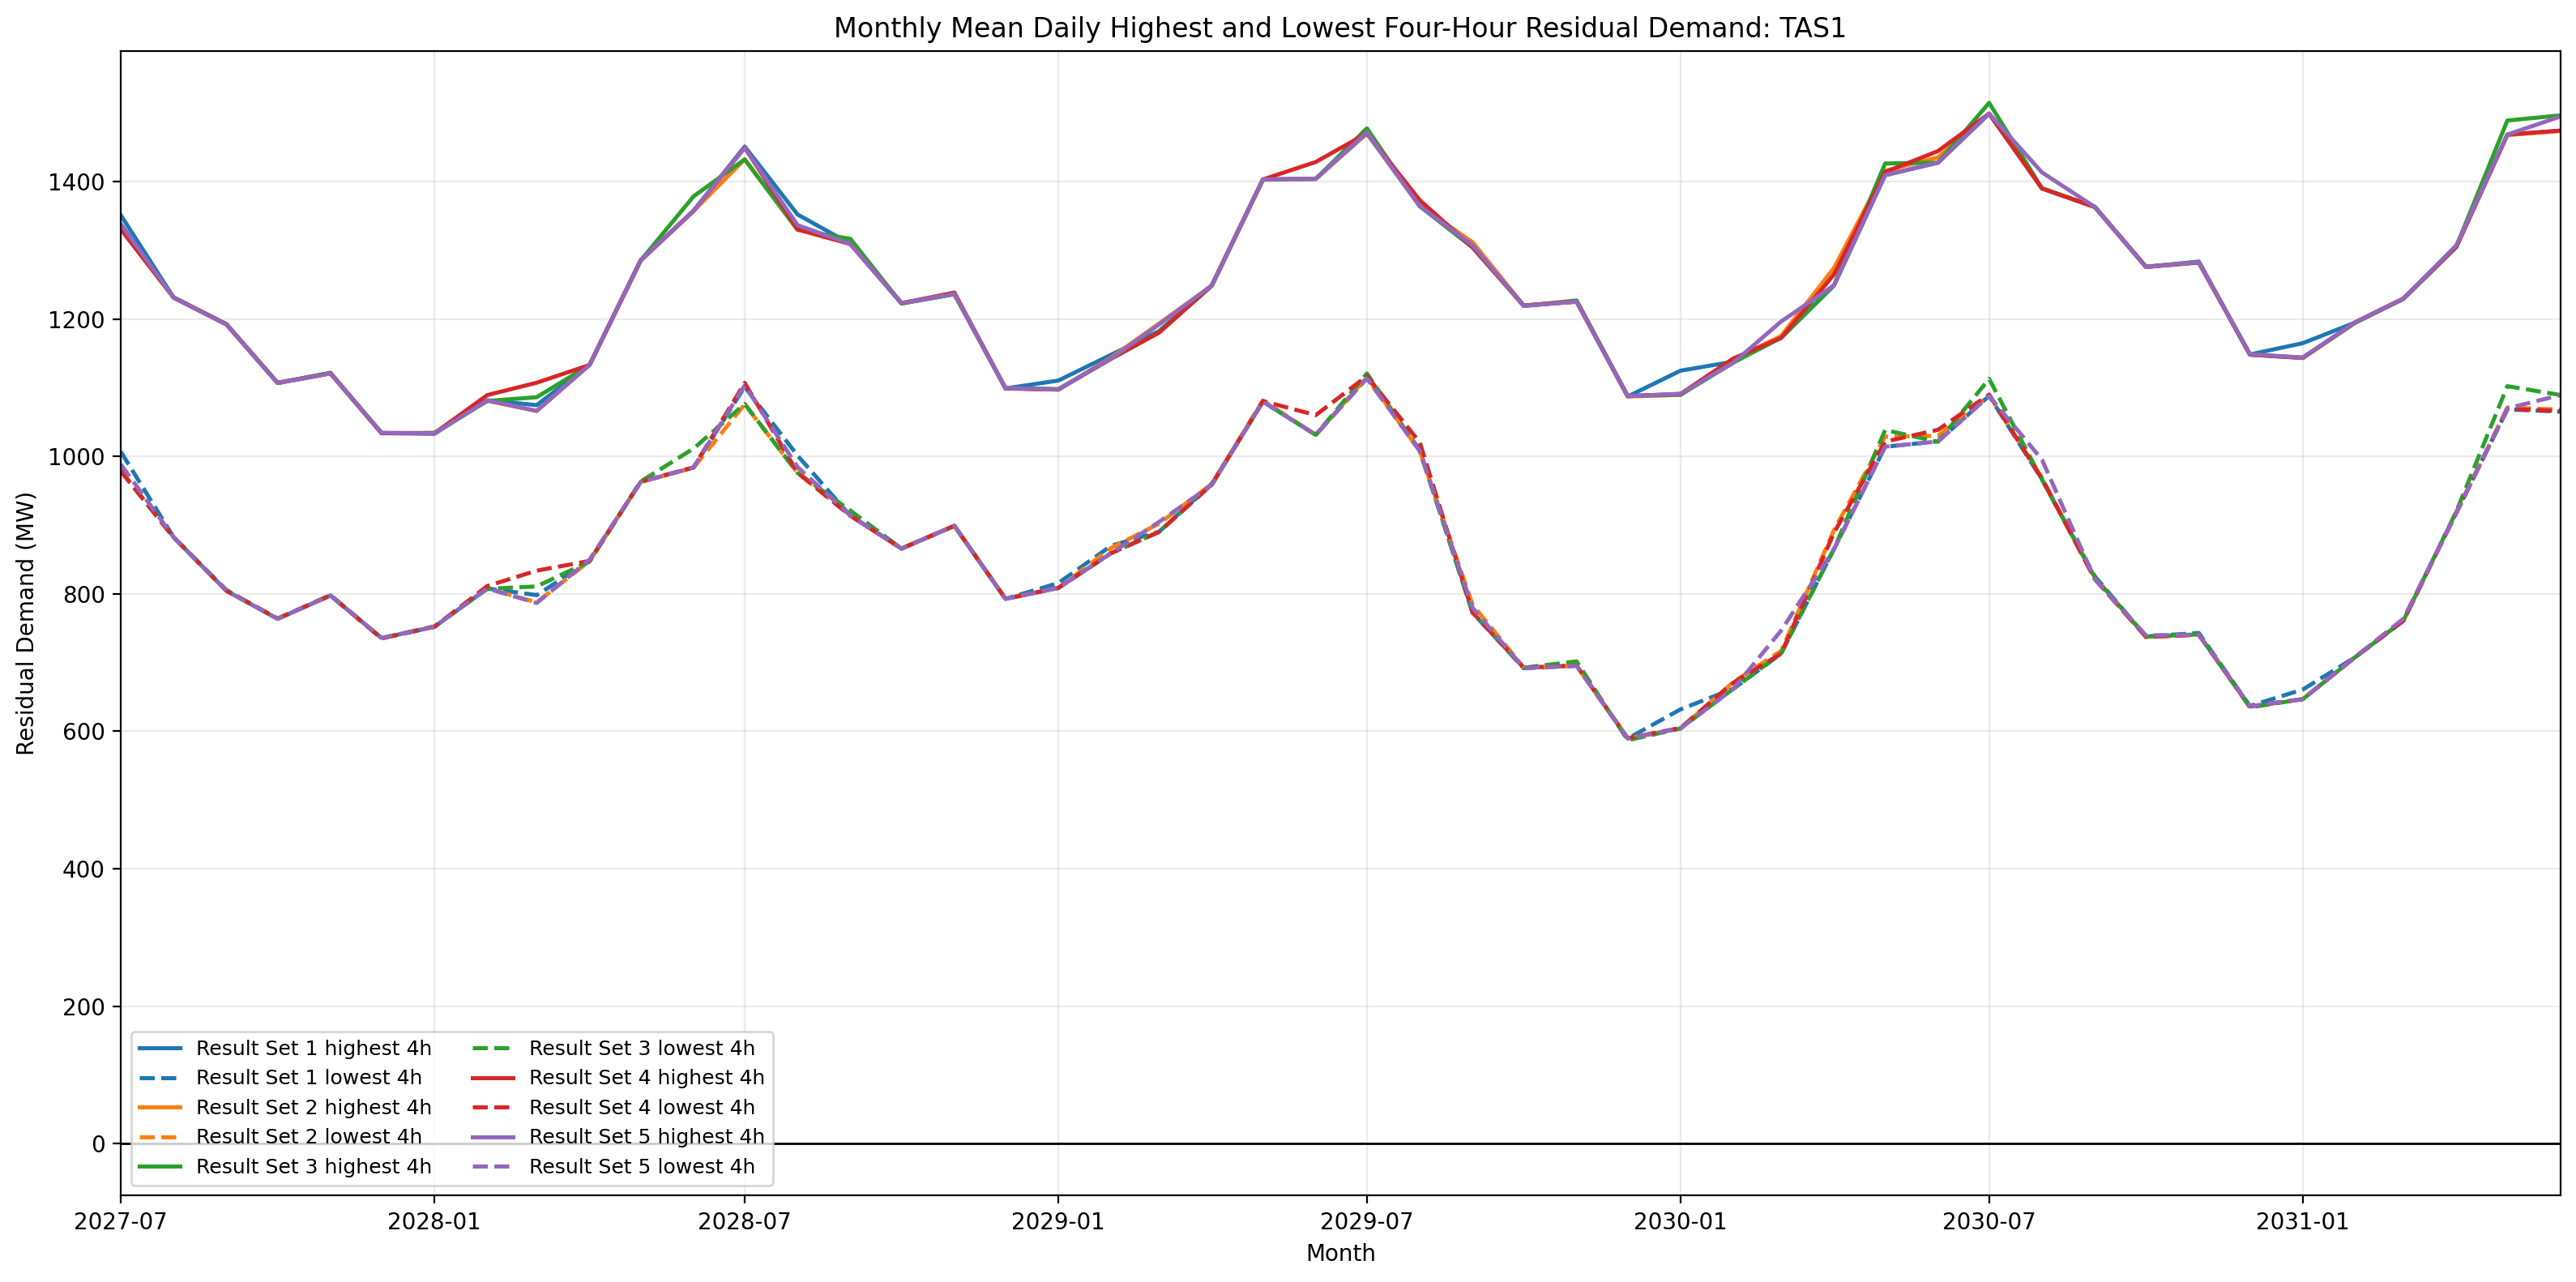 Monthly Mean Daily Highest and Lowest Four-Hour Residual Demand: TAS1
Residual Demand (MW)
1400
1200
1000
800
600
400
200
0
Result Set 1 highest 4h
Result Set 1 lowest 4h
Result Set 2 highest 4h
Result Set 2 lowest 4h
Result Set 3 highest 4h
Result Set 3 lowest 4h
Result Set 4 highest 4h
Result Set 4 lowest 4h
Result Set 5 highest 4h
Result Set 5 lowest 4h
2027-07
2028-01
2028-07
2029-01
2029-07
2030-01
2030-07
2031-01
Month